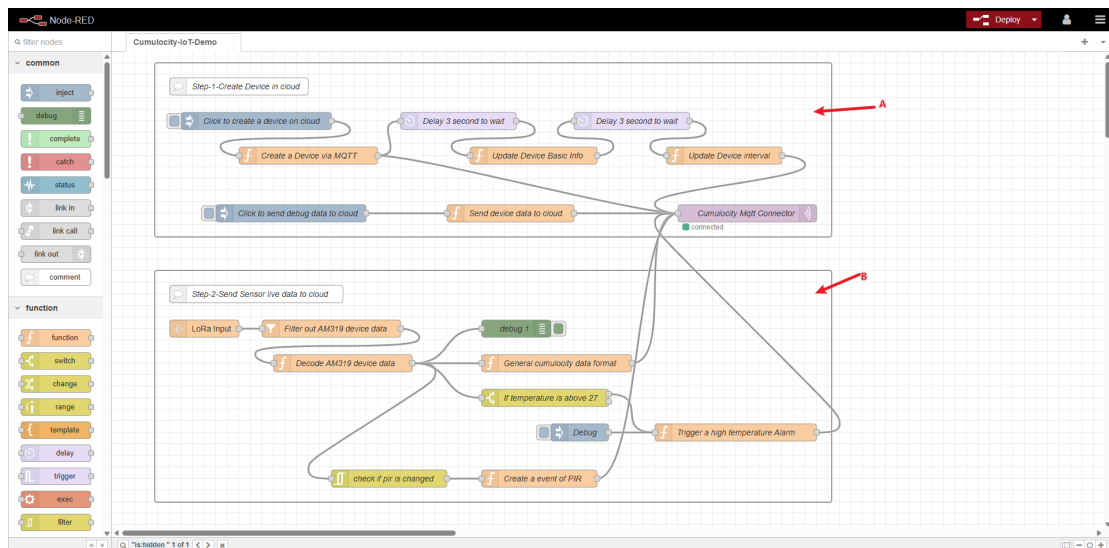 Node-RED
Deploy
filter nodes
Cumulocity-IoT-Demo
common
inject
debug
complete
catch
status
link in
link call
link out
comment
function
function
switch
change
range
template
delay
trigger
exec
filter
Step-1-Create Device in cloud
A
Click to create a device on cloud
Delay 3 second to wait
Delay 3 second to wait
Create a Device via MQTT
Update Device Basic Info
Update Device interval
Click to send debug data to cloud
Send device data to cloud
Cumulocity Mqtt Connector
connected
B
Step-2-Send Sensor live data to cloud
LoRa Input
Filter out AM319 device data
debug 1
Decode AM319 device data
General cumulocity data format
If temperature is above 27
Debug
Trigger a high temperature Alarm
check if pir is changed
Create a event of PIR
"is:hidden " 1 of 1